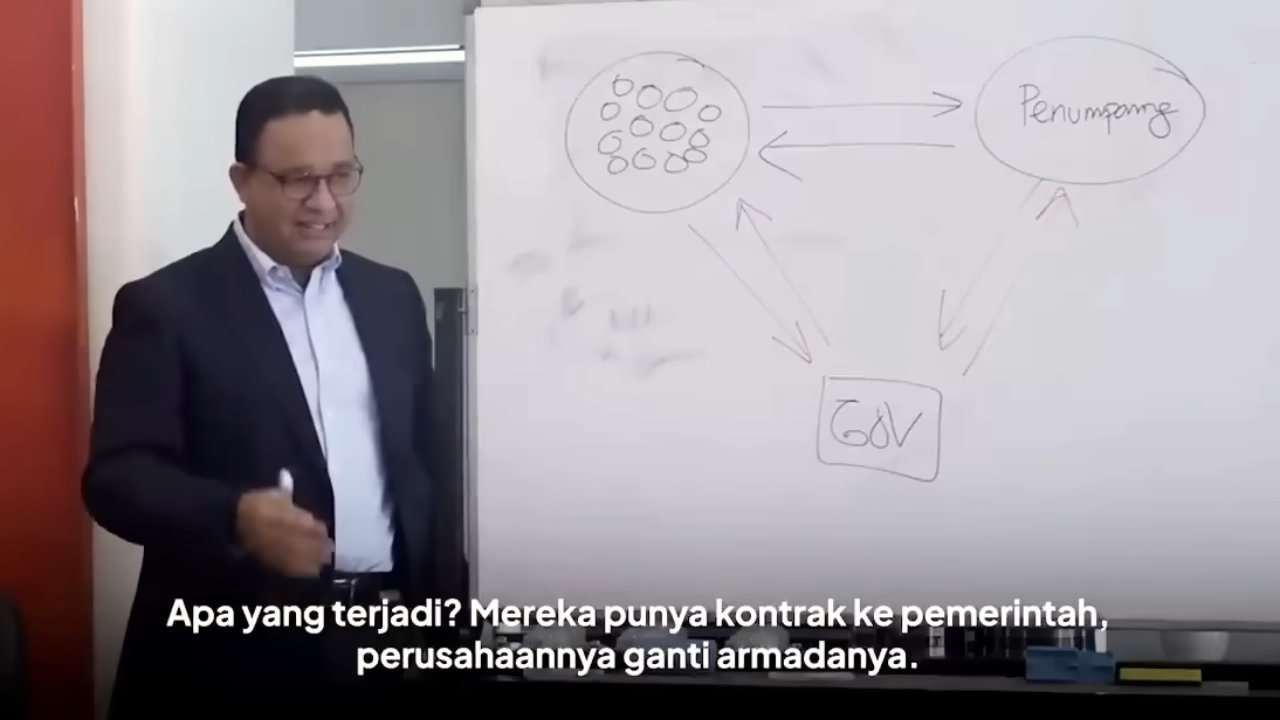 Penumpang
GOV
Apa yang terjadi? Mereka punya kontrak ke pemerintah,
perusahaannya ganti armadanya.